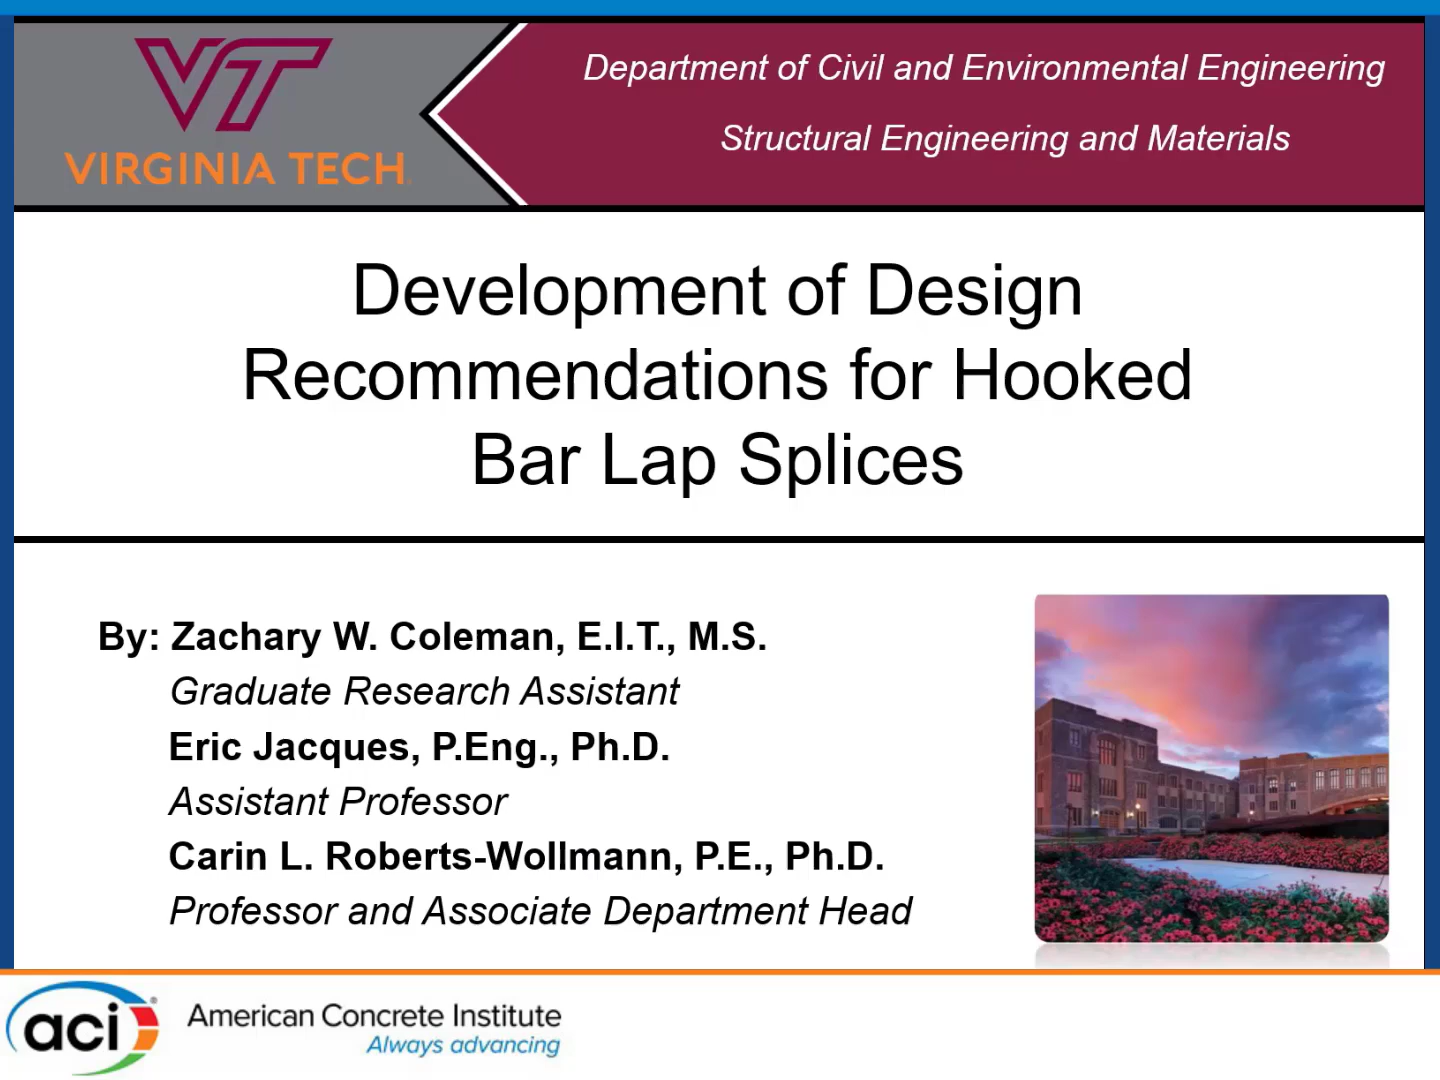 VT
VIRGINIA TECH
Department of Civil and Environmental Engineering
Structural Engineering and Materials
Development of Design
Recommendations for Hooked
Bar Lap Splices
By: Zachary W. Coleman, E.I.T., M.S.
Graduate Research Assistant
Eric Jacques, P.Eng., Ph.D.
Assistant Professor
Carin L. Roberts-Wollmann, P.E., Ph.D.
Professor and Associate Department Head
aci®
American Concrete Institute
Always advancing